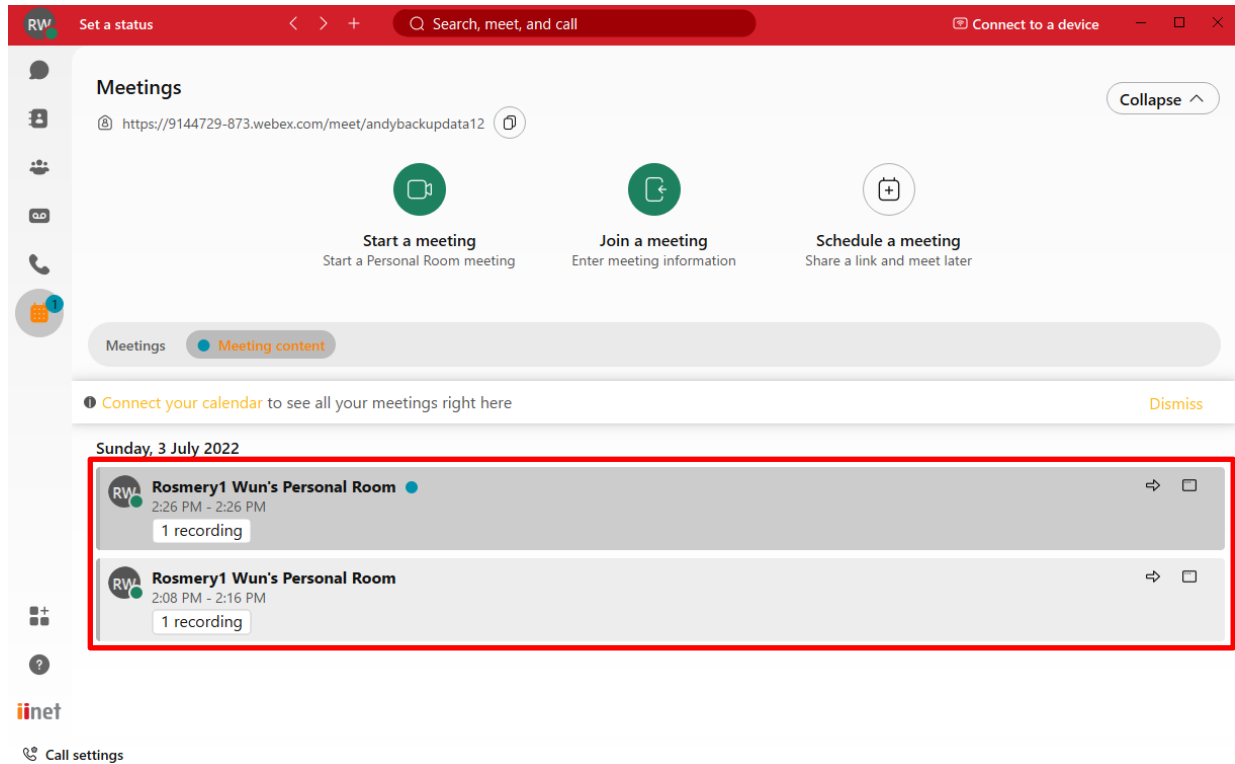 RW Set a status Search, meet, and call Connect to a device
Meetings
Collapse
https://9144729-873.webex.com/meet/andybackupdata12
1
Start a meeting Join a meeting Schedule a meeting
Start a Personal Room meeting Enter meeting information Share a link and meet later
Meetings Meeting content
Connect your calendar to see all your meetings right here Dismiss
Sunday, 3 July 2022
RW Rosmery1 Wun's Personal Room
2:26 PM - 2:26 PM
1 recording
RW Rosmery1 Wun's Personal Room
2:08 PM - 2:16 PM
1 recording
iinet
Call settings